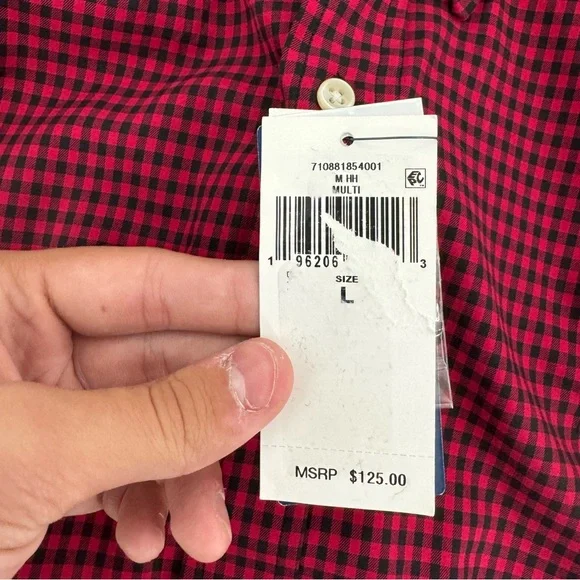 710881854001
M HH
MULTI
1 96206 3
SIZE
L
MSRP $125.00